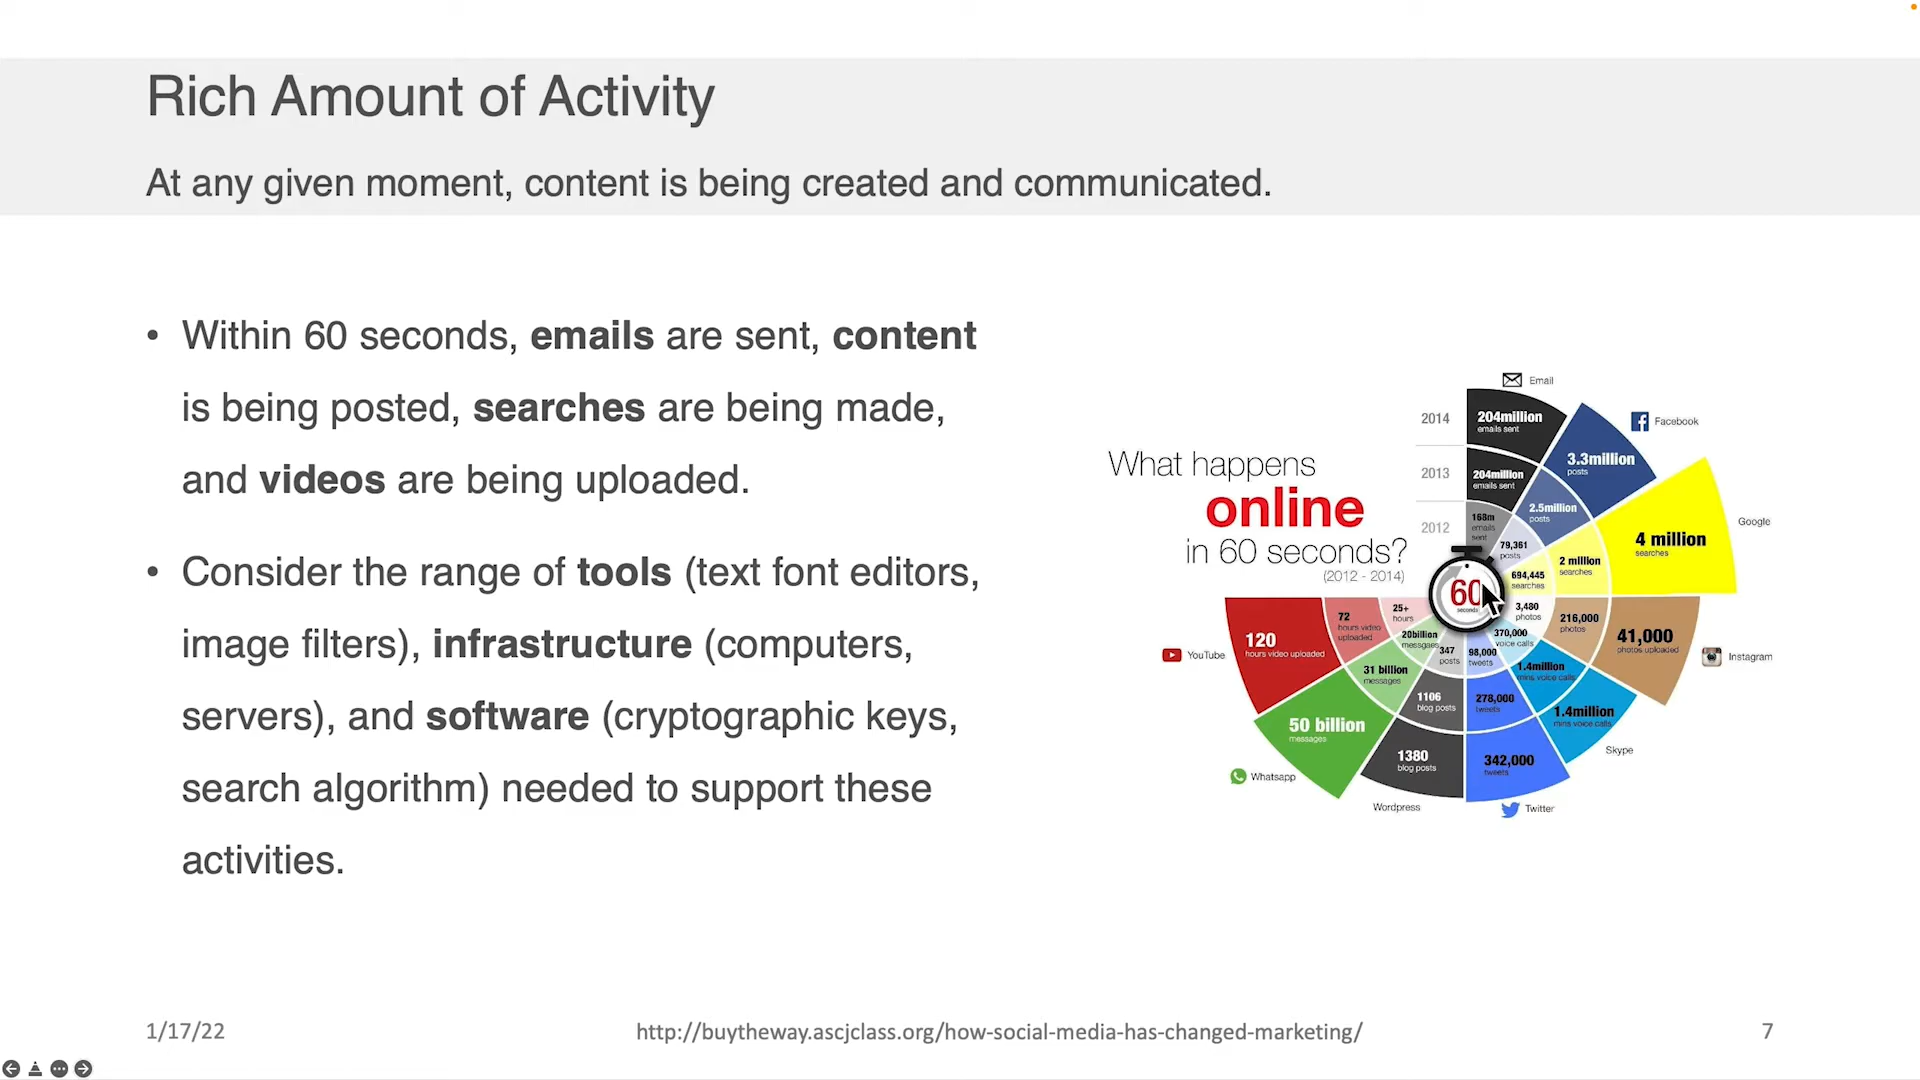 Rich Amount of Activity
At any given moment, content is being created and communicated.
• Within 60 seconds, emails are sent, content
is being posted, searches are being made,
and videos are being uploaded.
• Consider the range of tools (text font editors,
image filters), infrastructure (computers,
servers), and software (cryptographic keys,
search algorithm) needed to support these
activities.
What happens
online
in 60 seconds?
(2012 - 2014)
2014
2013
2012
Email
204million
emails sent
204million
emails sent
168m
emails
sent
Facebook
3.3million
posts
2.5million
posts
79,361
posts
Google
4 million
searches
2 million
searches
694,445
searches
Instagram
41,000
photos uploaded
216,000
photos
3,480
photos
Skype
1.4million
mins voice calls
1.4million
mins voice calls
370,000
voice calls
Twitter
342,000
tweets
278,000
tweets
98,000
tweets
Wordpress
1380
blog posts
1106
blog posts
347
posts
Whatsapp
50 billion
messages
31 billion
messages
20billion
messgaes
YouTube
120
hours video uploaded
72
hours video
uploaded
25+
hours
60
seconds
1/17/22
http://buytheway.ascjclass.org/how-social-media-has-changed-marketing/
7